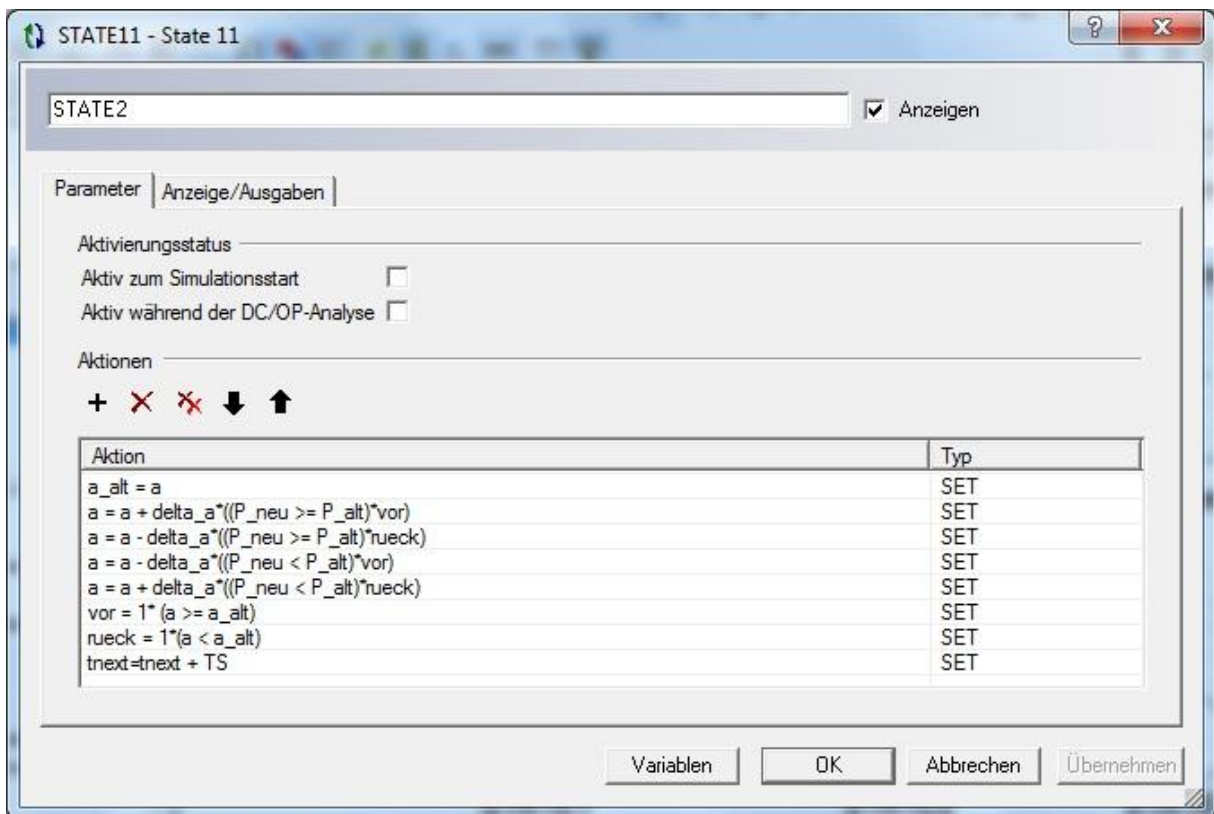 STATE11 - State 11
STATE2 Anzeigen
Parameter Anzeige/Ausgaben
Aktivierungsstatus
Aktiv zum Simulationsstart
Aktiv während der DC/OP-Analyse
Aktionen
Aktion Typ
a_alt = a SET
a = a + delta_a*((P_neu >= P_alt)*vor) SET
a = a - delta_a*((P_neu >= P_alt)*rueck) SET
a = a - delta_a*((P_neu < P_alt)*vor) SET
a = a + delta_a*((P_neu < P_alt)*rueck) SET
vor = 1* (a >= a_alt) SET
rueck = 1*(a < a_alt) SET
tnext=tnext + TS SET
Variablen OK Abbrechen Übernehmen